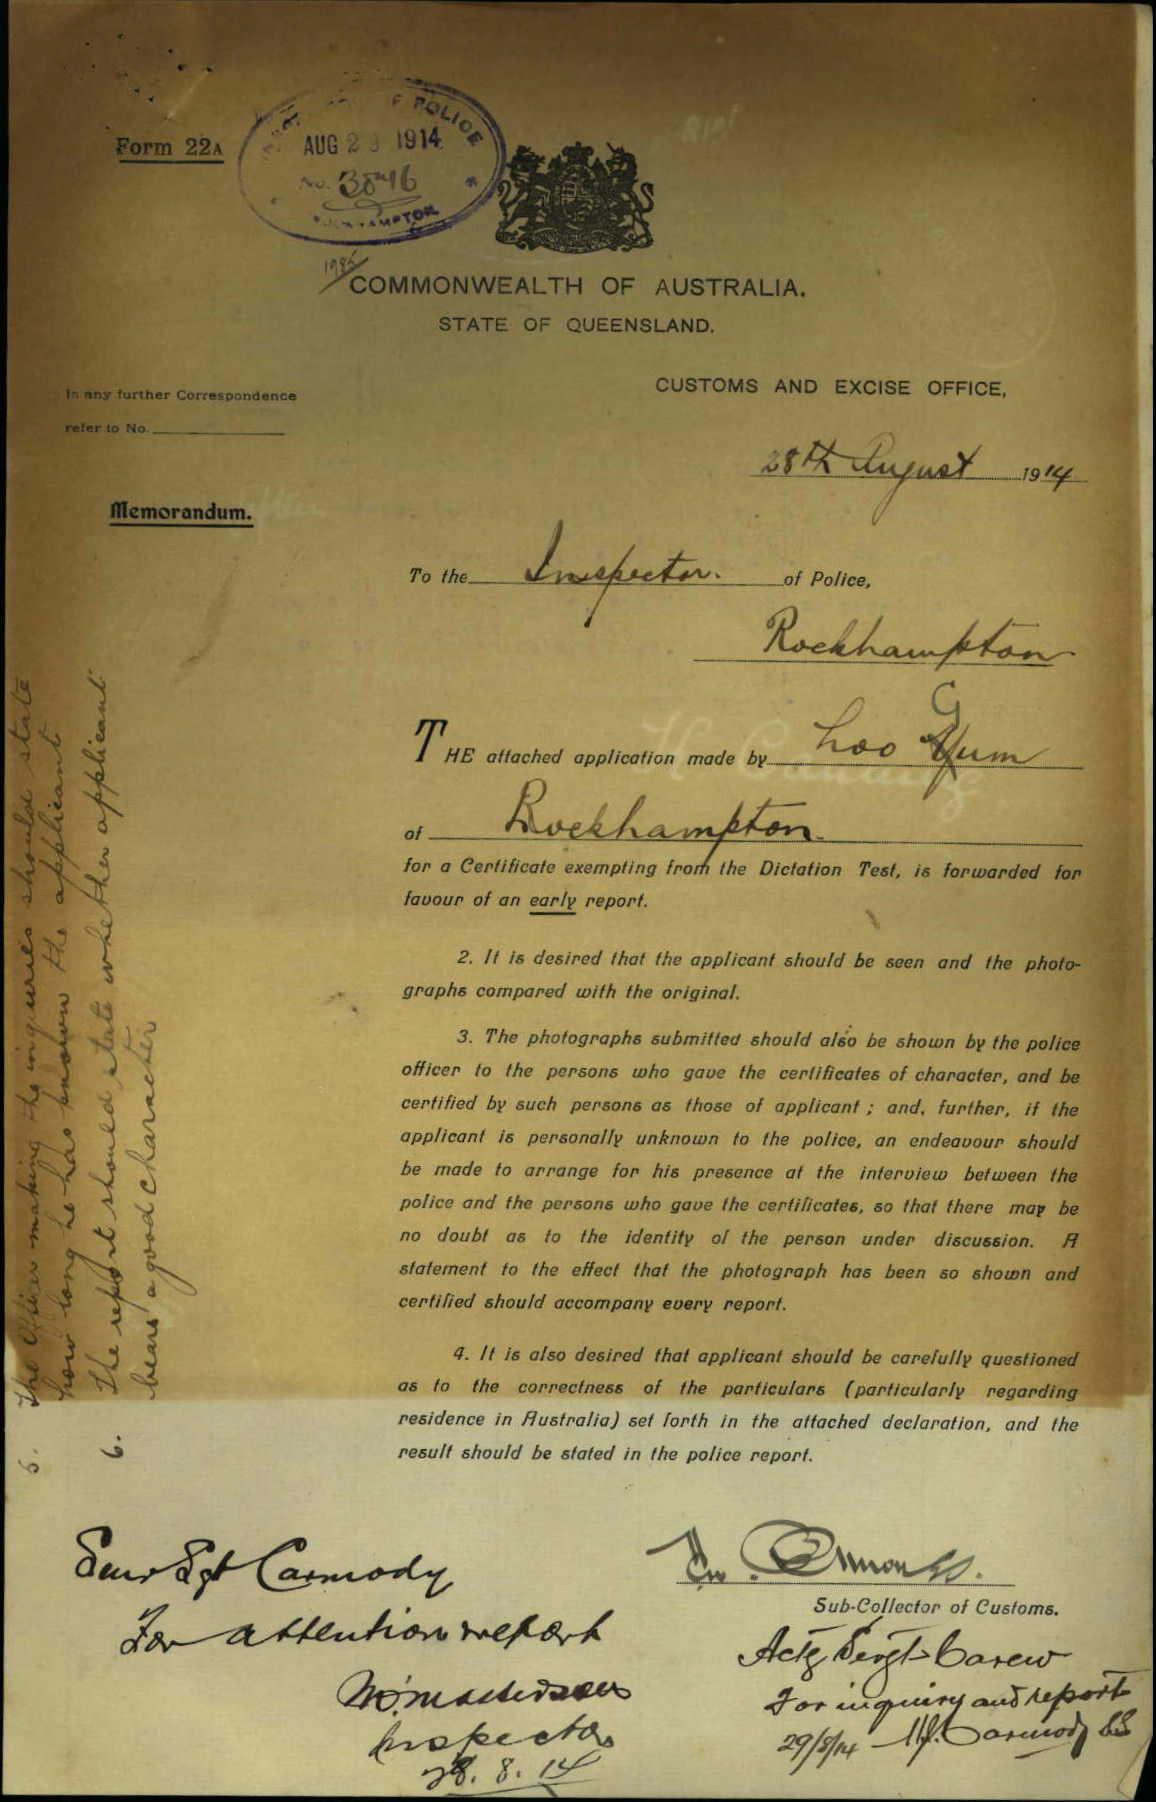 Form 22A
OF POLICE
AUG 29 1914
No. 3846
ROCKHAMPTON
1985
COMMONWEALTH OF AUSTRALIA.
STATE OF QUEENSLAND.
In any further Correspondence
refer to No.
CUSTOMS AND EXCISE OFFICE,
28th August 1914
Memorandum.
To the Inspector. of Police,
Rockhampton
THE attached application made by Loo G Yum
of Rockhampton.
for a Certificate exempting from the Dictation Test, is forwarded for
favour of an early report.
2. It is desired that the applicant should be seen and the photo-
graphs compared with the original.
3. The photographs submitted should also be shown by the police
officer to the persons who gave the certificates of character, and be
certified by such persons as those of applicant; and, further, if the
applicant is personally unknown to the police, an endeavour should
be made to arrange for his presence at the interview between the
police and the persons who gave the certificates, so that there may be
no doubt as to the identity of the person under discussion. A
statement to the effect that the photograph has been so shown and
certified should accompany every report.
4. It is also desired that applicant should be carefully questioned
as to the correctness of the particulars (particularly regarding
residence in Australia) set forth in the attached declaration, and the
result should be stated in the police report.
5. The Officer making the inquiries should state
how long he has known the applicant
6. The report should state whether applicant
bears a good character
Sub-Collector of Customs.
Senr Sgt Carmody
For attention & report
Inspector
28. 8. 14
Actg Sergt Carew
For inquiry and report
29/8/14 Carmody SS